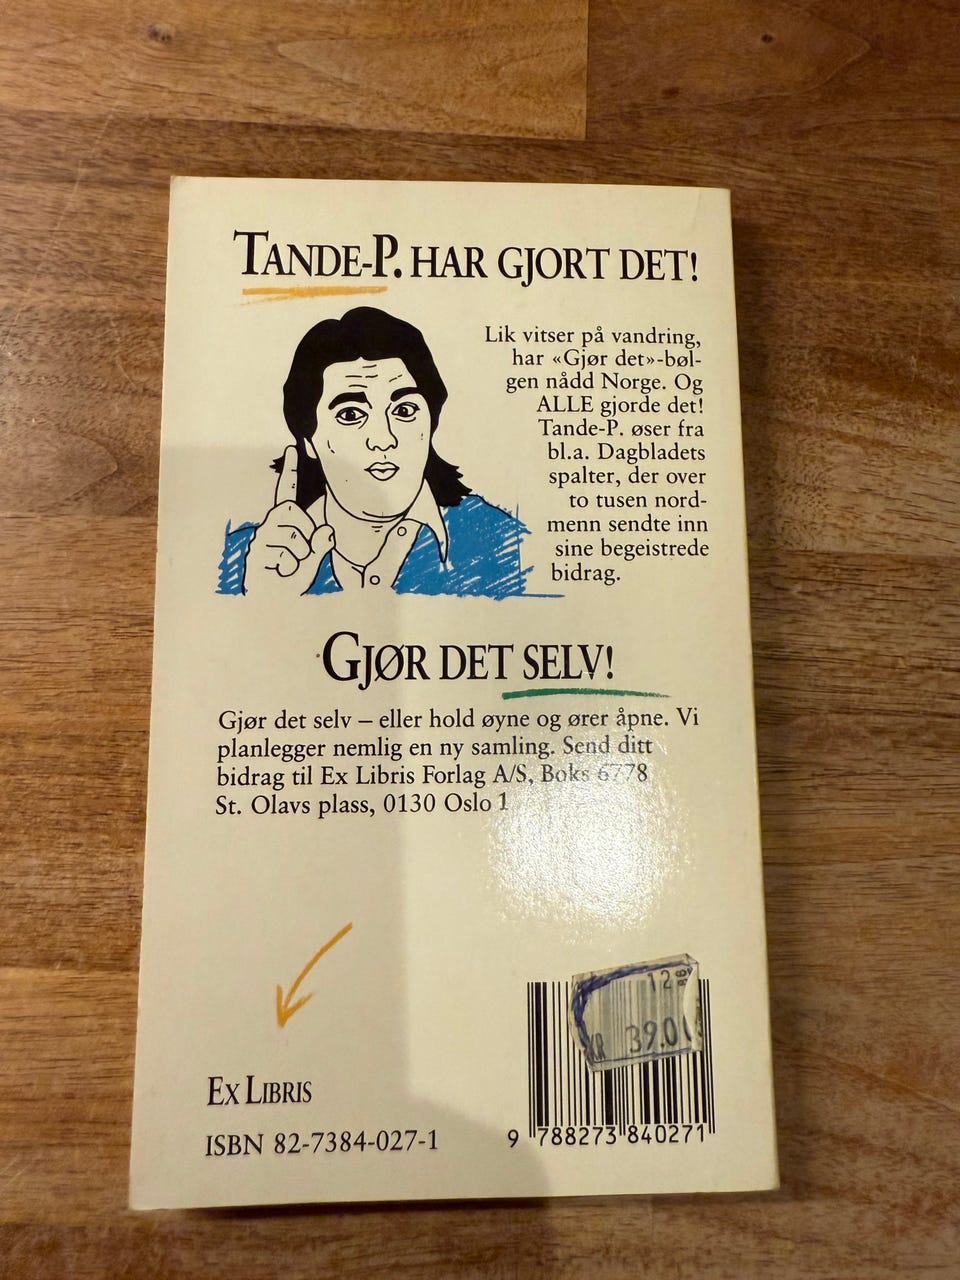 TANDE-P. HAR GJORT DET!
Lik vitser på vandring,
har «Gjør det»-bøl-
gen nådd Norge. Og
ALLE gjorde det!
Tande-P. øser fra
bl.a. Dagbladets
spalter, der over
to tusen nord-
menn sendte inn
sine begeistrede
bidrag.
GJØR DET SELV!
Gjør det selv – eller hold øyne og ører åpne. Vi
planlegger nemlig en ny samling. Send ditt
bidrag til Ex Libris Forlag A/S, Boks 6778
St. Olavs plass, 0130 Oslo 1
12
KR 39.00
EX LIBRIS
ISBN 82-7384-027-1
9 788273 840271